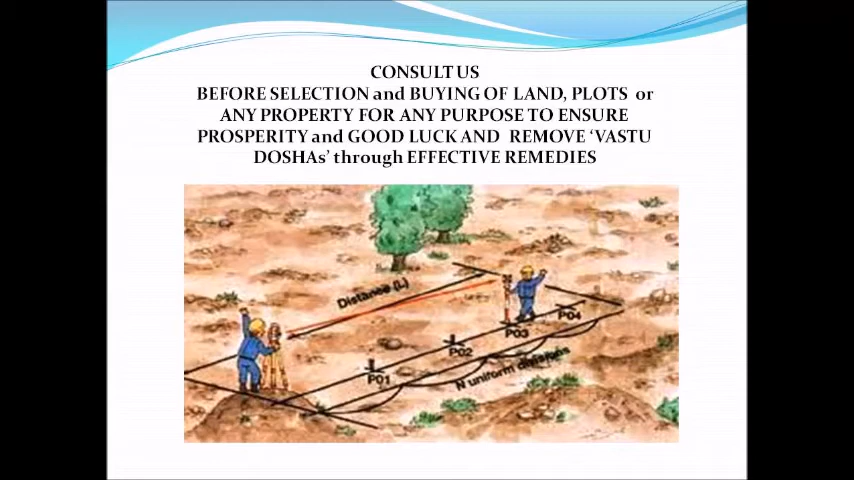 CONSULT US
BEFORE SELECTION and BUYING OF LAND, PLOTS or
ANY PROPERTY FOR ANY PURPOSE TO ENSURE
PROSPERITY and GOOD LUCK AND REMOVE ‘VASTU
DOSHAs’ through EFFECTIVE REMEDIES
Distance (L)
P04
P03
P02
P01
N uniform divisions